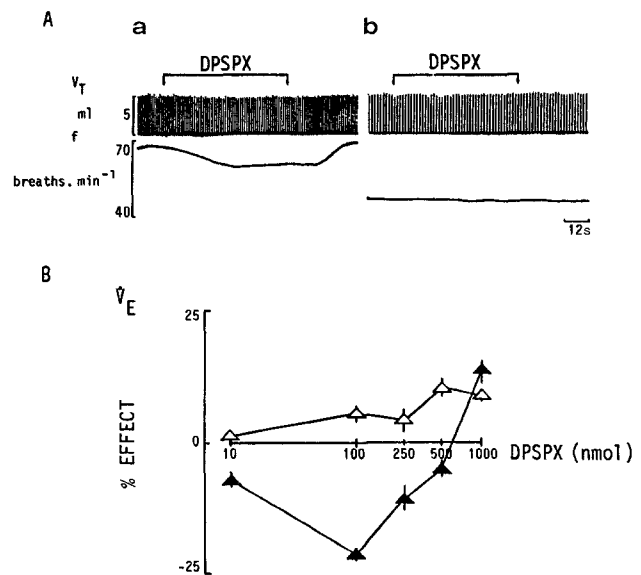 A
a
b
DPSPX
DPSPX
V_T
ml
5
f
70
breaths.min⁻¹
40
12s
B
V̇_E
25
% EFFECT
0
10
100
250
500
1000
DPSPX (nmol)
-25